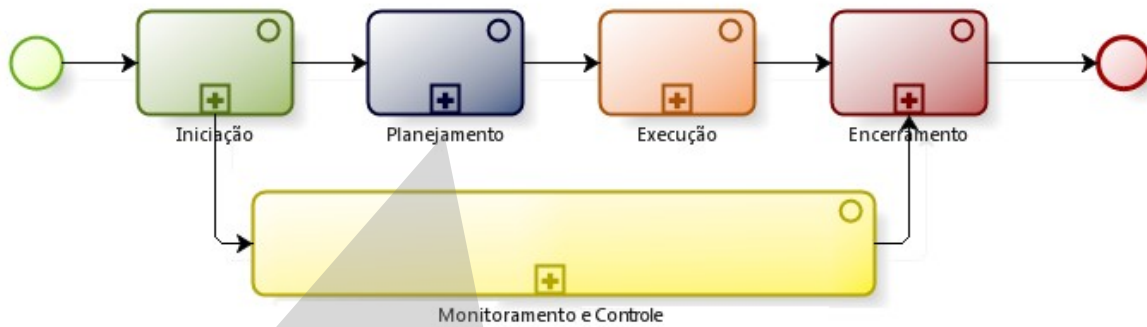 Iniciação
Planejamento
Execução
Encerramento
Monitoramento e Controle